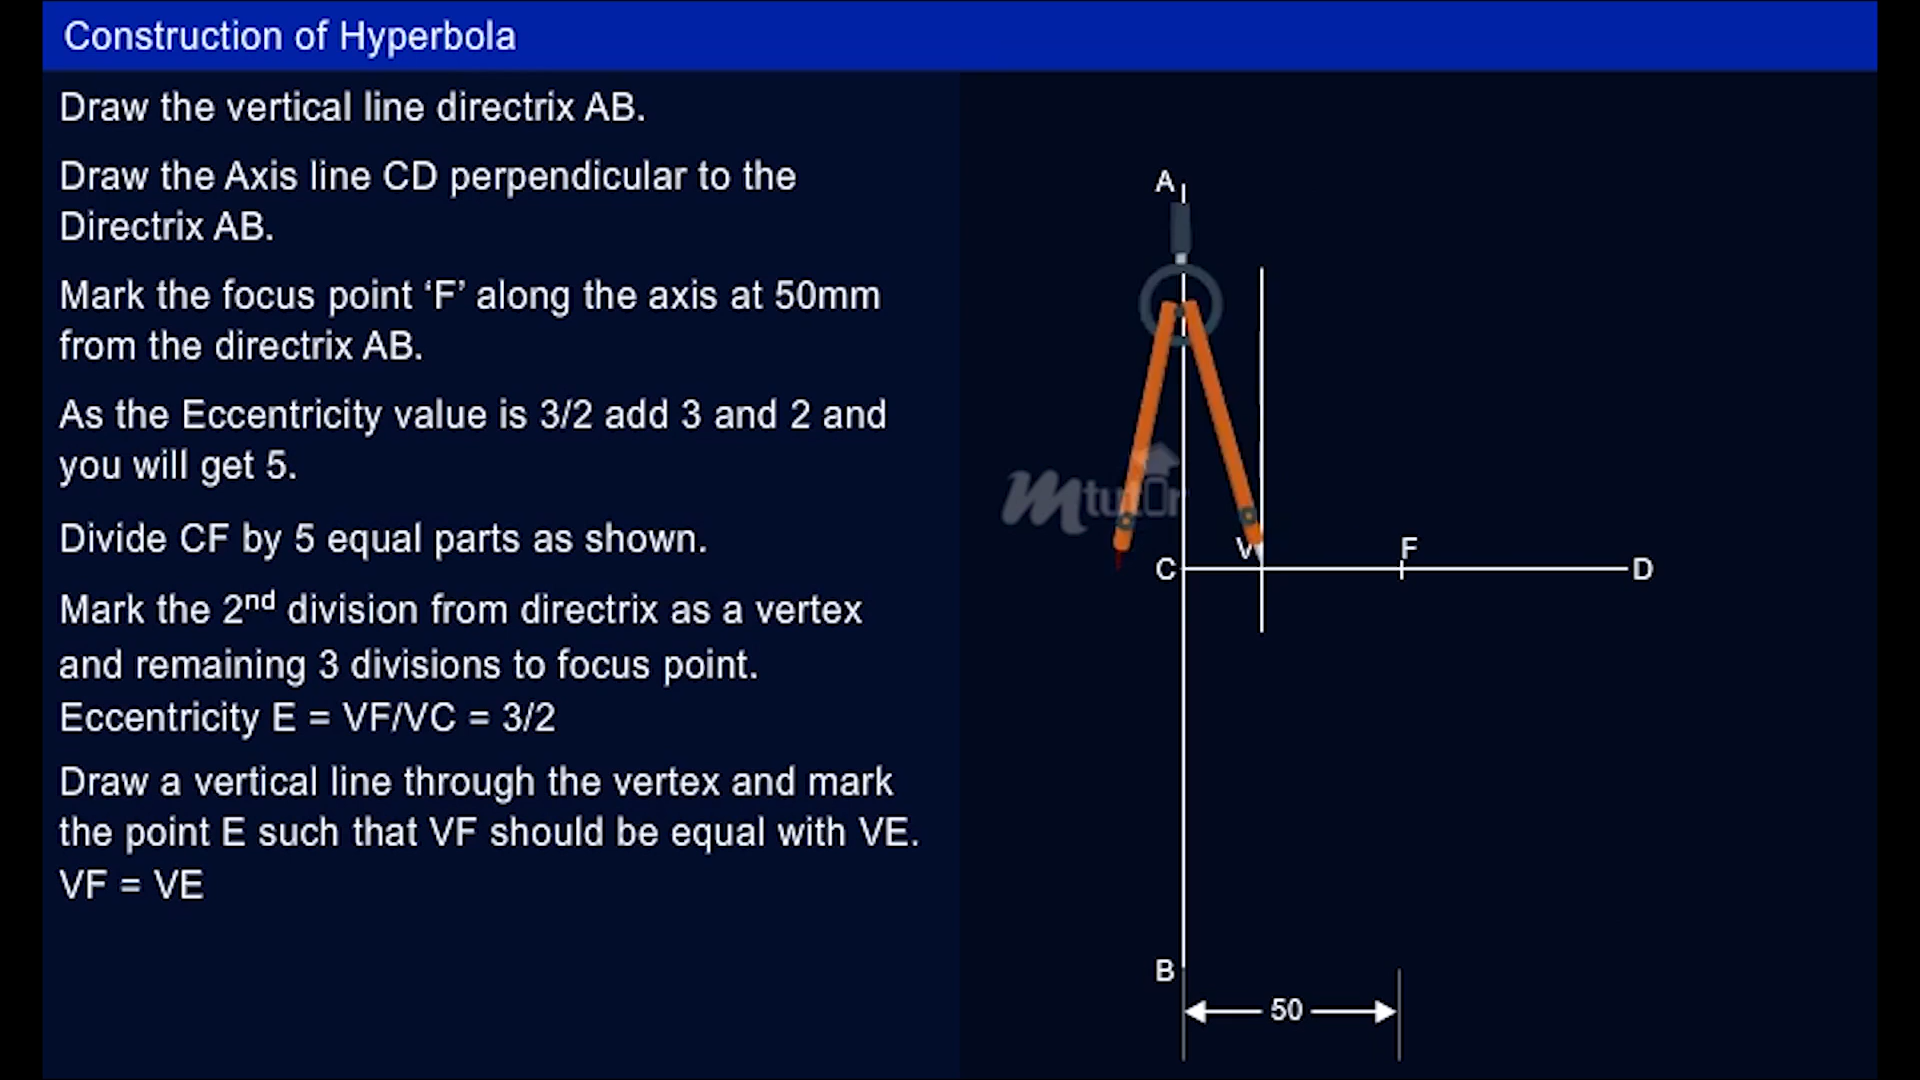 Construction of Hyperbola
Draw the vertical line directrix AB.
Draw the Axis line CD perpendicular to the
Directrix AB.
Mark the focus point ‘F’ along the axis at 50mm
from the directrix AB.
As the Eccentricity value is 3/2 add 3 and 2 and
you will get 5.
Divide CF by 5 equal parts as shown.
Mark the 2nd division from directrix as a vertex
and remaining 3 divisions to focus point.
Eccentricity E = VF/VC = 3/2
Draw a vertical line through the vertex and mark
the point E such that VF should be equal with VE.
VF = VE
A
mtutor
C
V
F
D
B
50